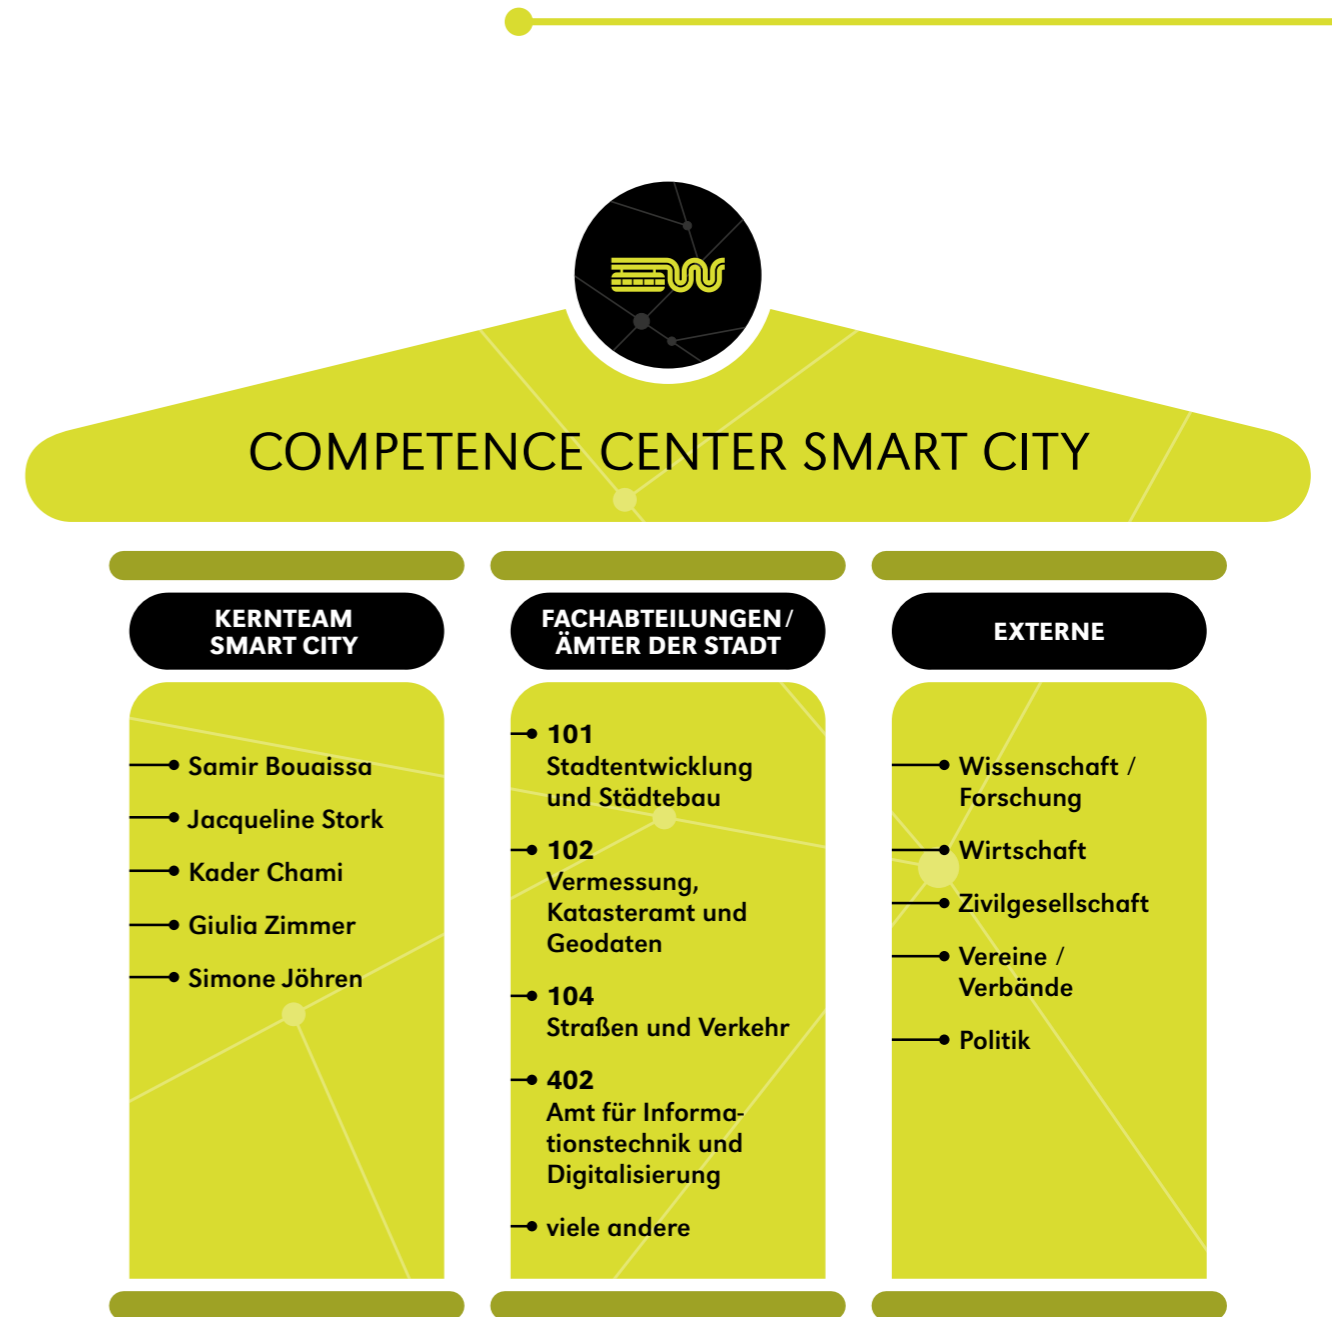 COMPETENCE CENTER SMART CITY
KERNTEAM
SMART CITY
Samir Bouaissa
Jacqueline Stork
Kader Chami
Giulia Zimmer
Simone Jöhren
FACHABTEILUNGEN/
ÄMTER DER STADT
101
Stadtentwicklung
und Städtebau
102
Vermessung,
Katasteramt und
Geodaten
104
Straßen und Verkehr
402
Amt für Informa-
tionstechnik und
Digitalisierung
viele andere
EXTERNE
Wissenschaft /
Forschung
Wirtschaft
Zivilgesellschaft
Vereine /
Verbände
Politik